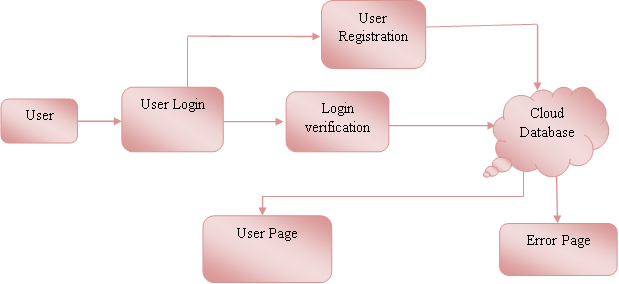 User
Registration
User
User Login
Login
verification
Cloud
Database
User Page
Error Page